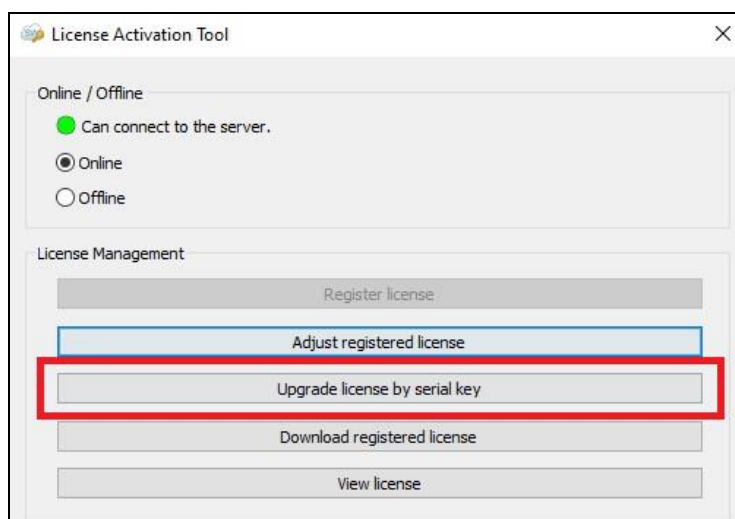 License Activation Tool
Online / Offline
Can connect to the server.
Online
Offline
License Management
Register license
Adjust registered license
Upgrade license by serial key
Download registered license
View license